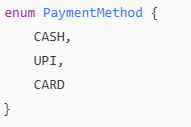 enum PaymentMethod {
    CASH,
    UPI,
    CARD
}